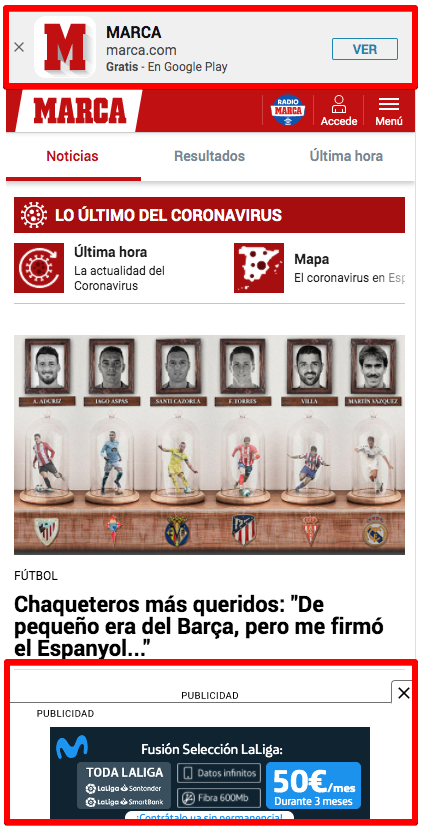 MARCA
marca.com
Gratis - En Google Play
VER
MARCA
RADIO
MARCA
Accede
Menú
Noticias
Resultados
Última hora
LO ÚLTIMO DEL CORONAVIRUS
Última hora
La actualidad del
Coronavirus
Mapa
El coronavirus en Esp
A. ADURIZ
IAGO ASPAS
SANTI CAZORLA
F. TORRES
VILLA
MARTIN VÁZQUEZ
FÚTBOL
Chaqueteros más queridos: "De
pequeño era del Barça, pero me firmó
el Espanyol..."
PUBLICIDAD
PUBLICIDAD
Fusión Selección LaLiga:
TODA LALIGA
LaLiga Santander
LaLiga SmartBank
Datos infinitos
Fibra 600Mb
50€/mes
Durante 3 meses
¡Contrátalo ya sin permanencia!